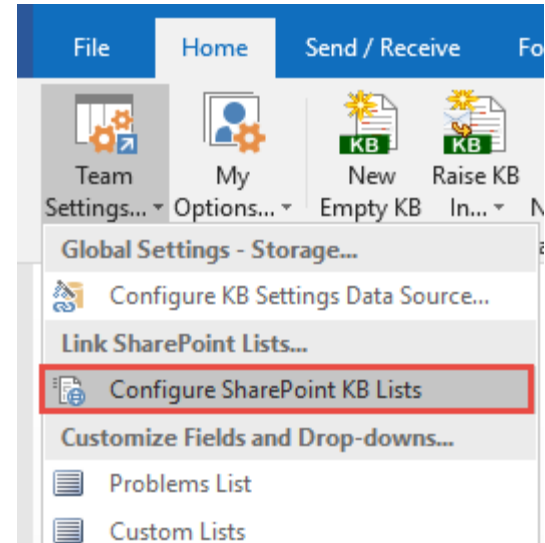 File Home Send / Receive Fo
KB KB
Team My New Raise KB
Settings... Options... Empty KB In... N
Global Settings - Storage...
Configure KB Settings Data Source...
Link SharePoint Lists...
Configure SharePoint KB Lists
Customize Fields and Drop-downs...
Problems List
Custom Lists